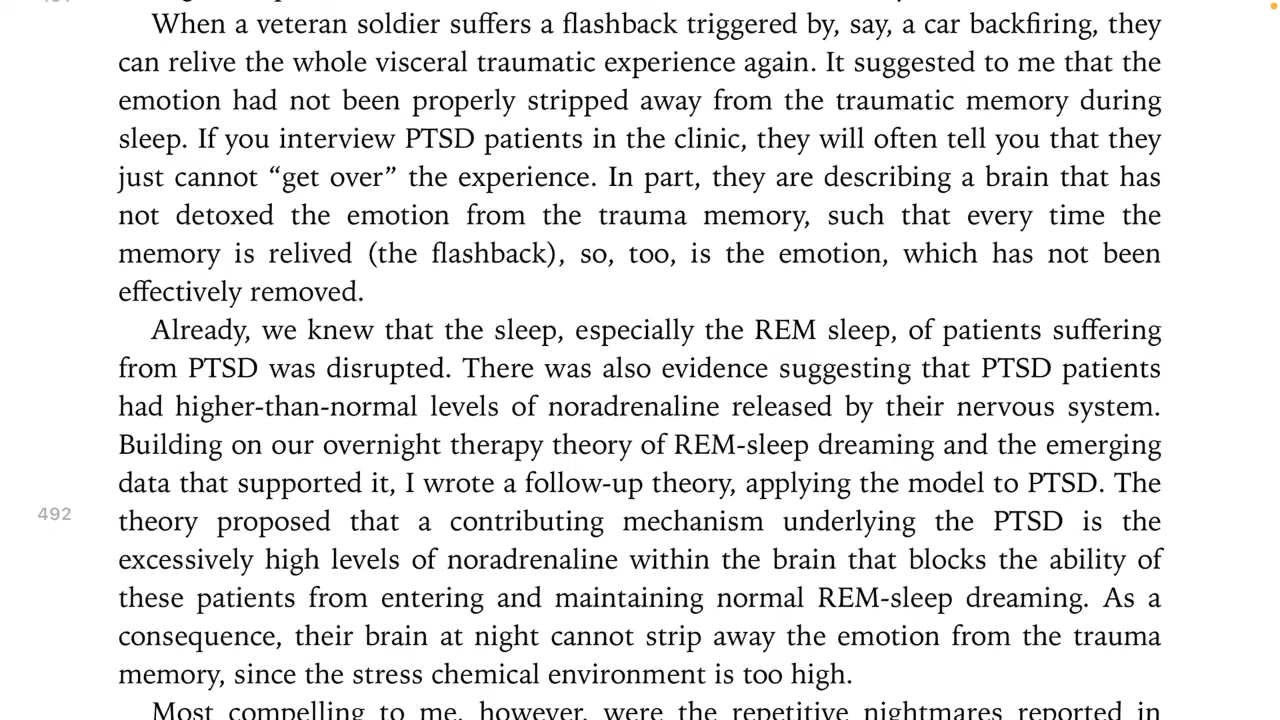 When a veteran soldier suffers a flashback triggered by, say, a car backfiring, they
can relive the whole visceral traumatic experience again. It suggested to me that the
emotion had not been properly stripped away from the traumatic memory during
sleep. If you interview PTSD patients in the clinic, they will often tell you that they
just cannot “get over” the experience. In part, they are describing a brain that has
not detoxed the emotion from the trauma memory, such that every time the
memory is relived (the flashback), so, too, is the emotion, which has not been
effectively removed.
Already, we knew that the sleep, especially the REM sleep, of patients suffering
from PTSD was disrupted. There was also evidence suggesting that PTSD patients
had higher-than-normal levels of noradrenaline released by their nervous system.
Building on our overnight therapy theory of REM-sleep dreaming and the emerging
data that supported it, I wrote a follow-up theory, applying the model to PTSD. The
492
theory proposed that a contributing mechanism underlying the PTSD is the
excessively high levels of noradrenaline within the brain that blocks the ability of
these patients from entering and maintaining normal REM-sleep dreaming. As a
consequence, their brain at night cannot strip away the emotion from the trauma
memory, since the stress chemical environment is too high.
Most compelling to me, however, were the repetitive nightmares reported in